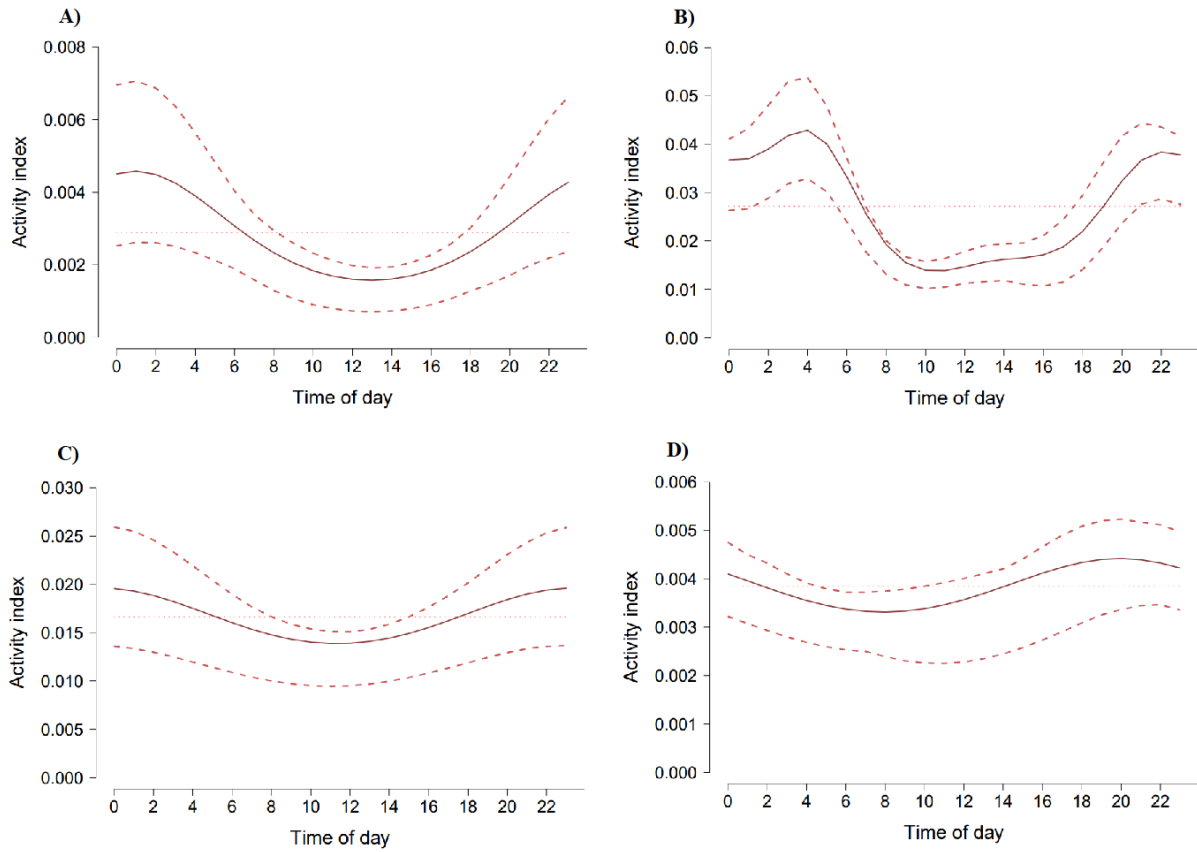 A)
0.008
0.006
0.004
0.002
0.000
Activity index
0 2 4 6 8 10 12 14 16 18 20 22
Time of day
B)
0.06
0.05
0.04
0.03
0.02
0.01
0.00
Activity index
0 2 4 6 8 10 12 14 16 18 20 22
Time of day
C)
0.030
0.025
0.020
0.015
0.010
0.005
0.000
Activity index
0 2 4 6 8 10 12 14 16 18 20 22
Time of day
D)
0.006
0.005
0.004
0.003
0.002
0.001
0.000
Activity index
0 2 4 6 8 10 12 14 16 18 20 22
Time of day